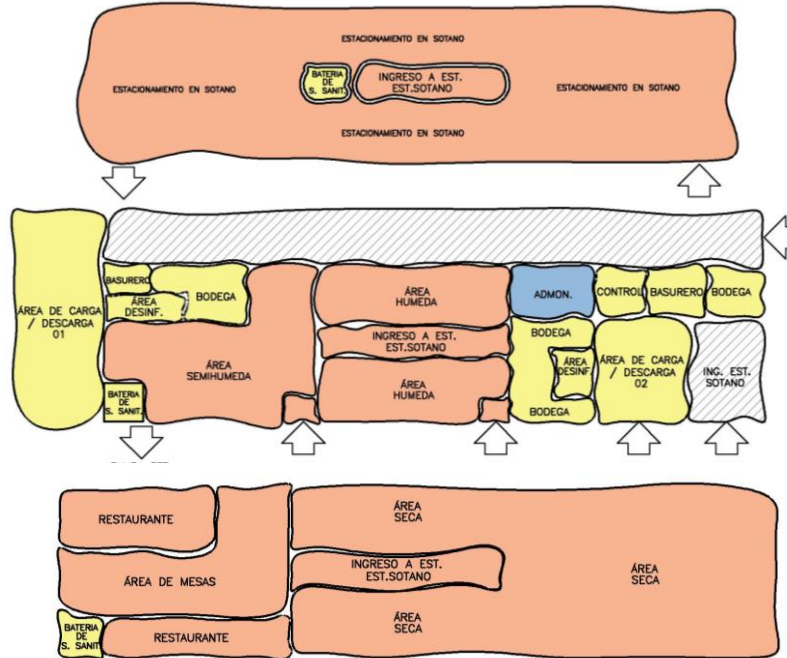 ESTACIONAMIENTO EN SOTANO
BATERIA
DE
S. SANIT.
INGRESO A EST.
EST.SOTANO
ESTACIONAMIENTO EN SOTANO
ESTACIONAMIENTO EN SOTANO
ESTACIONAMIENTO EN SOTANO
ÁREA DE CARGA
/ DESCARGA
01
BASURERO
ÁREA
DESINF.
BODEGA
ÁREA
SEMIHUMEDA
BATERIA
DE
S. SANIT.
ÁREA
HUMEDA
INGRESO A EST.
EST.SOTANO
ÁREA
HUMEDA
ADMON.
CONTROL
BASURERO
BODEGA
BODEGA
ÁREA
DESINF.
BODEGA
ÁREA DE CARGA
/ DESCARGA
02
ING. EST.
SOTANO
RESTAURANTE
ÁREA DE MESAS
BATERIA
DE
S. SANIT.
RESTAURANTE
ÁREA
SECA
INGRESO A EST.
EST.SOTANO
ÁREA
SECA
ÁREA
SECA